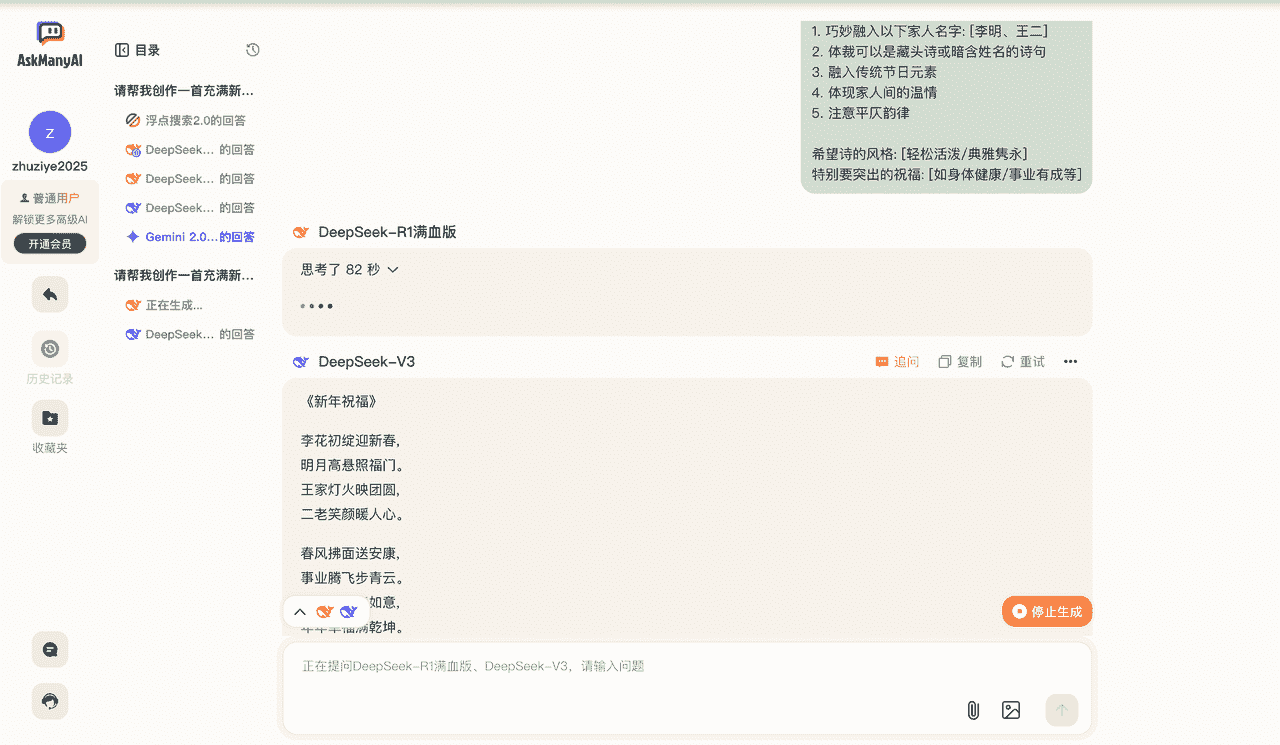 AskManyAI
Z
zhuziye2025
普通用户
解锁更多高级AI
开通会员
历史记录
收藏夹
目录
请帮我创作一首充满新...
浮点搜索2.0的回答
DeepSeek... 的回答
DeepSeek... 的回答
DeepSeek... 的回答
Gemini 2.0...的回答
请帮我创作一首充满新...
正在生成...
DeepSeek... 的回答
1. 巧妙融入以下家人名字: [李明、王二]
2. 体裁可以是藏头诗或暗含姓名的诗句
3. 融入传统节日元素
4. 体现家人间的温情
5. 注意平仄韵律
希望诗的风格: [轻松活泼/典雅隽永]
特别要突出的祝福: [如身体健康/事业有成等]
DeepSeek-R1满血版
思考了 82 秒
DeepSeek-V3
追问 复制 重试
《新年祝福》
李花初绽迎新春,
明月高悬照福门。
王家灯火映团圆,
二老笑颜暖人心。
春风拂面送安康,
事业腾飞步青云。
如意,
乾坤。
停止生成
正在提问DeepSeek-R1满血版、DeepSeek-V3，请输入问题